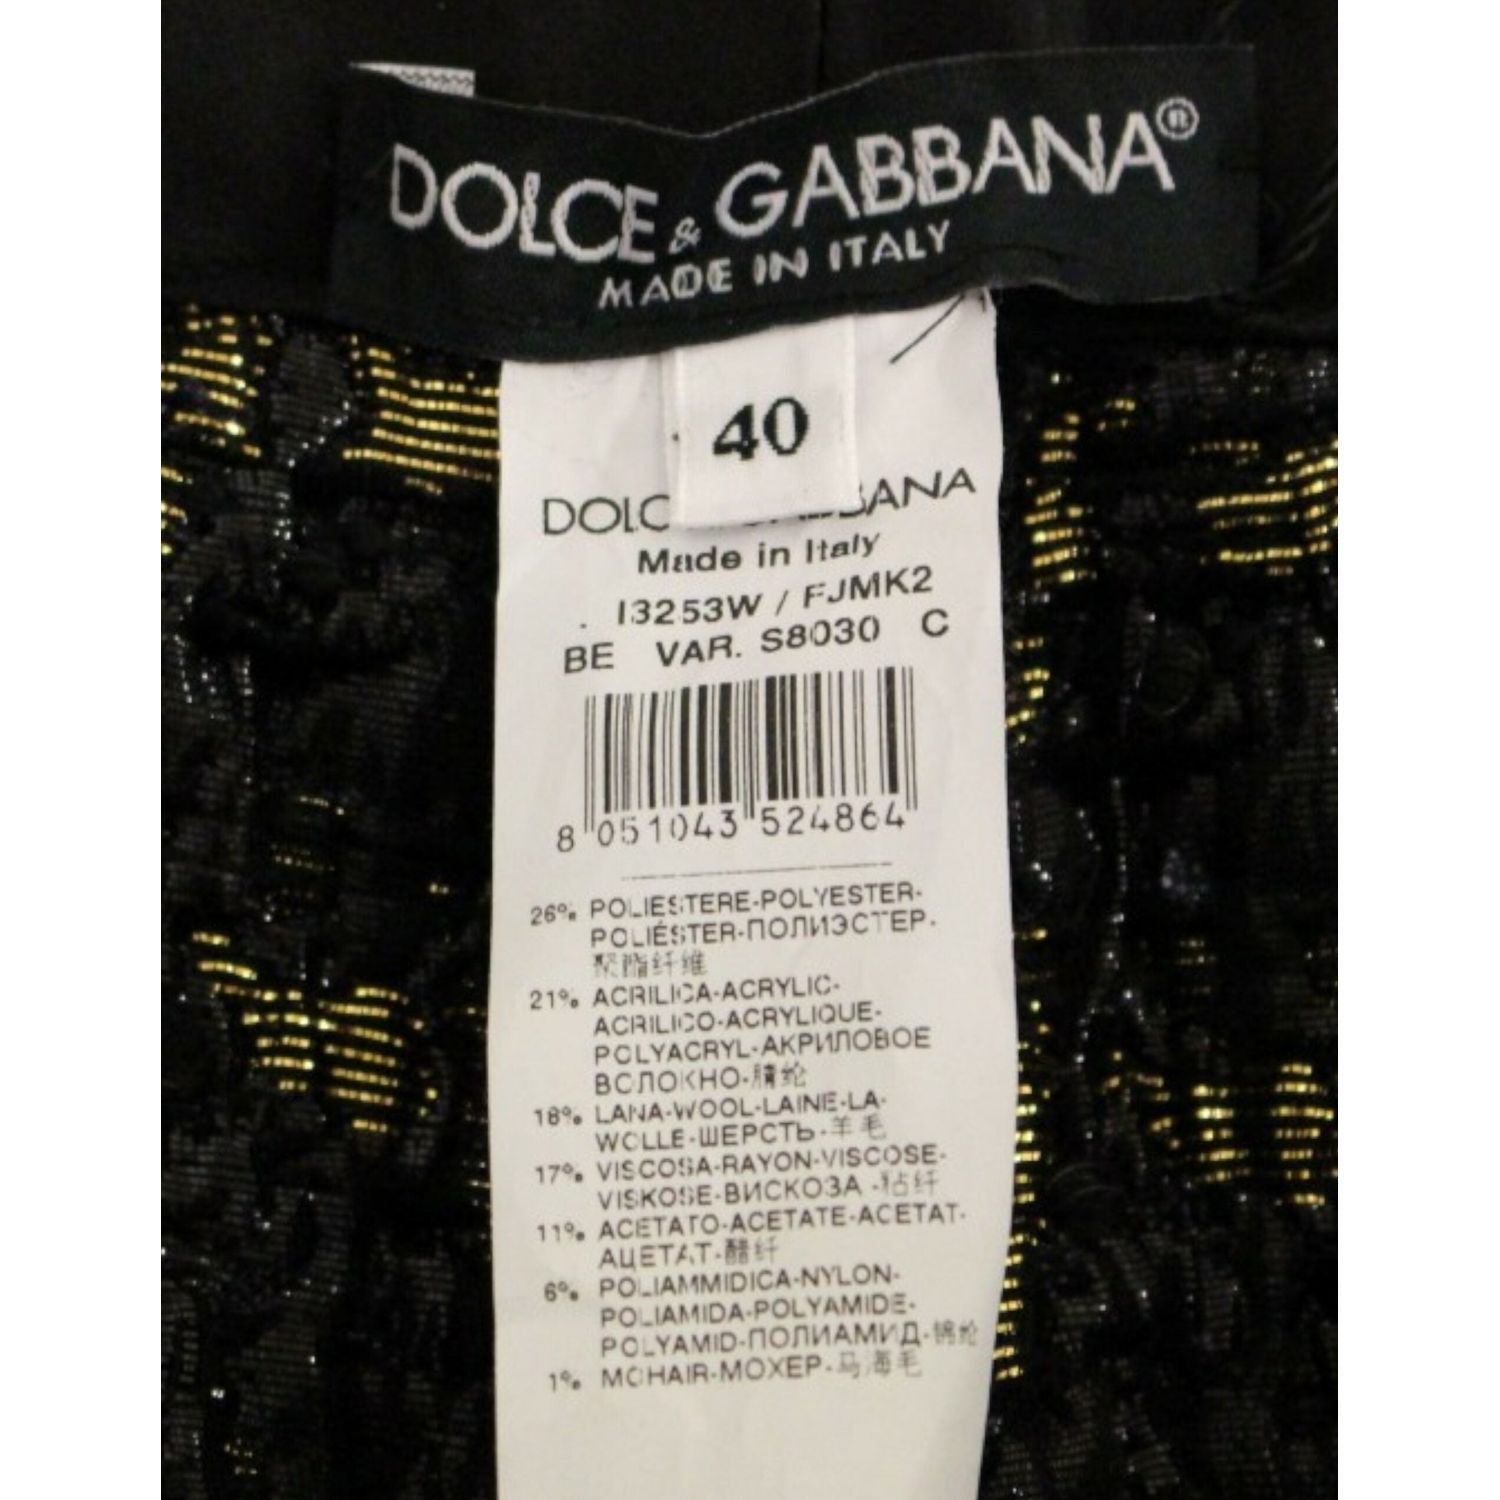 DOLCE & GABBANA®
MADE IN ITALY
40
Made in Italy
I3253W / FJMK2
BE VAR. S8030 C
8 051043 524864
26% POLIESTERE-POLYESTER-
POLIÉSTER-ПОЛИЭСТЕР-
聚酯纤维
21% ACRILICA-ACRYLIC-
ACRILICO-ACRYLIQUE-
POLYACRYL-АКРИЛОВОЕ
ВОЛОКНО-腈纶
18% LANA-WOOL-LAINE-LA-
WOLLE-ШЕРСТЬ-羊毛
17% VISCOSA-RAYON-VISCOSE-
VISKOSE-ВИСКОЗА -粘纤
11% ACETATO-ACETATE-ACETAT-
АЦЕТАТ-醋纤
6% POLIAMMIDICA-NYLON-
POLIAMIDA-POLYAMIDE-
POLYAMID-ПОЛИАМИД-锦纶
1% MOHAIR-МОХЕР-马海毛